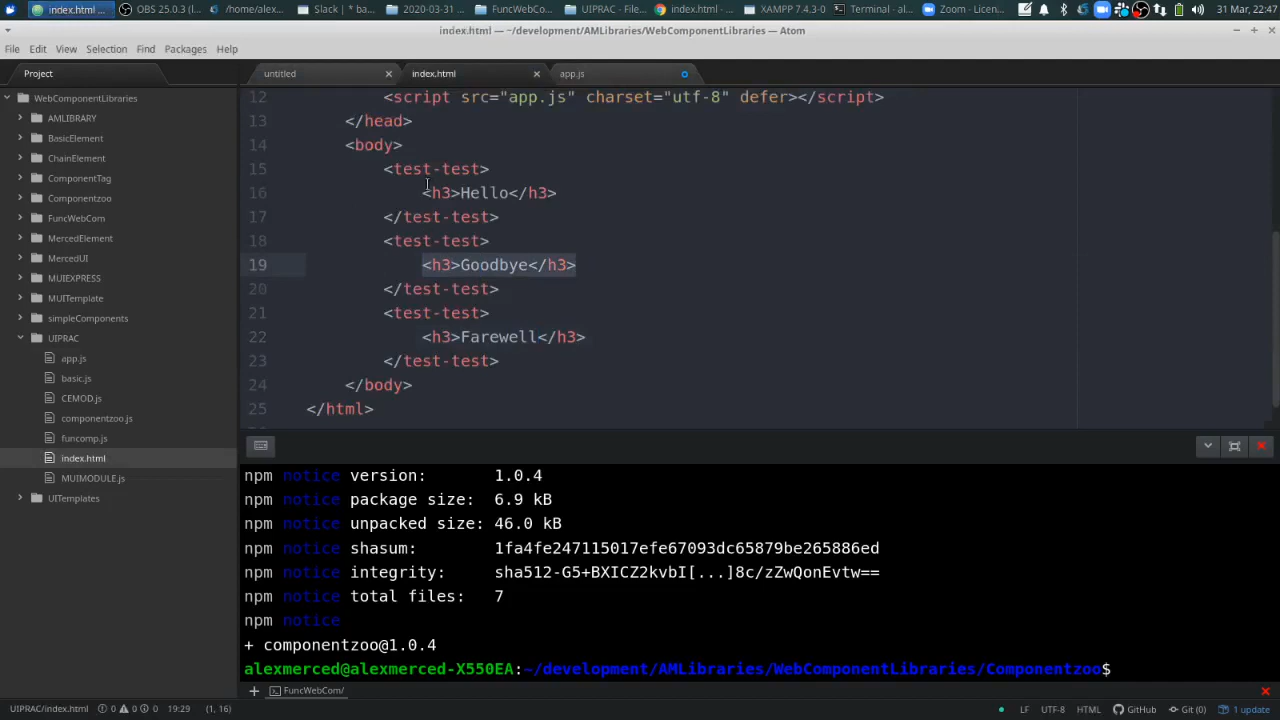 index.html ...
OBS 25.0.3 (l...
/home/alex...
Slack | * ba...
2020-03-31 ...
FuncWebCo...
UIPRAC - File...
index.html - ...
XAMPP 7.4.3-0
Terminal - al...
Zoom - Licen...
31 Mar, 22:47
index.html — ~/development/AMLibraries/WebComponentLibraries — Atom
File Edit View Selection Find Packages Help
Project
untitled
index.html
app.js
WebComponentLibraries
AMLIBRARY
BasicElement
ChainElement
ComponentTag
Componentzoo
FuncWebCom
MercedElement
MercedUI
MUIEXPRESS
MUITemplate
simpleComponents
UIPRAC
app.js
basic.js
CEMOD.js
componentzoo.js
funcomp.js
index.html
MUIMODULE.js
UITemplates
12 <script src="app.js" charset="utf-8" defer></script>
13 </head>
14 <body>
15 <test-test>
16 <h3>Hello</h3>
17 </test-test>
18 <test-test>
19 <h3>Goodbye</h3>
20 </test-test>
21 <test-test>
22 <h3>Farewell</h3>
23 </test-test>
24 </body>
25 </html>
npm notice version: 1.0.4
npm notice package size: 6.9 kB
npm notice unpacked size: 46.0 kB
npm notice shasum: 1fa4fe247115017efe67093dc65879be265886ed
npm notice integrity: sha512-G5+BXICZ2kvbI[...]8c/zZwQonEvtw==
npm notice total files: 7
npm notice
+ componentzoo@1.0.4
alexmerced@alexmerced-X550EA:~/development/AMLibraries/WebComponentLibraries/Componentzoo$
FuncWebCom/
UIPRAC/index.html 0 0 0 19:29 (1, 16) LF UTF-8 HTML GitHub Git (0) 1 update